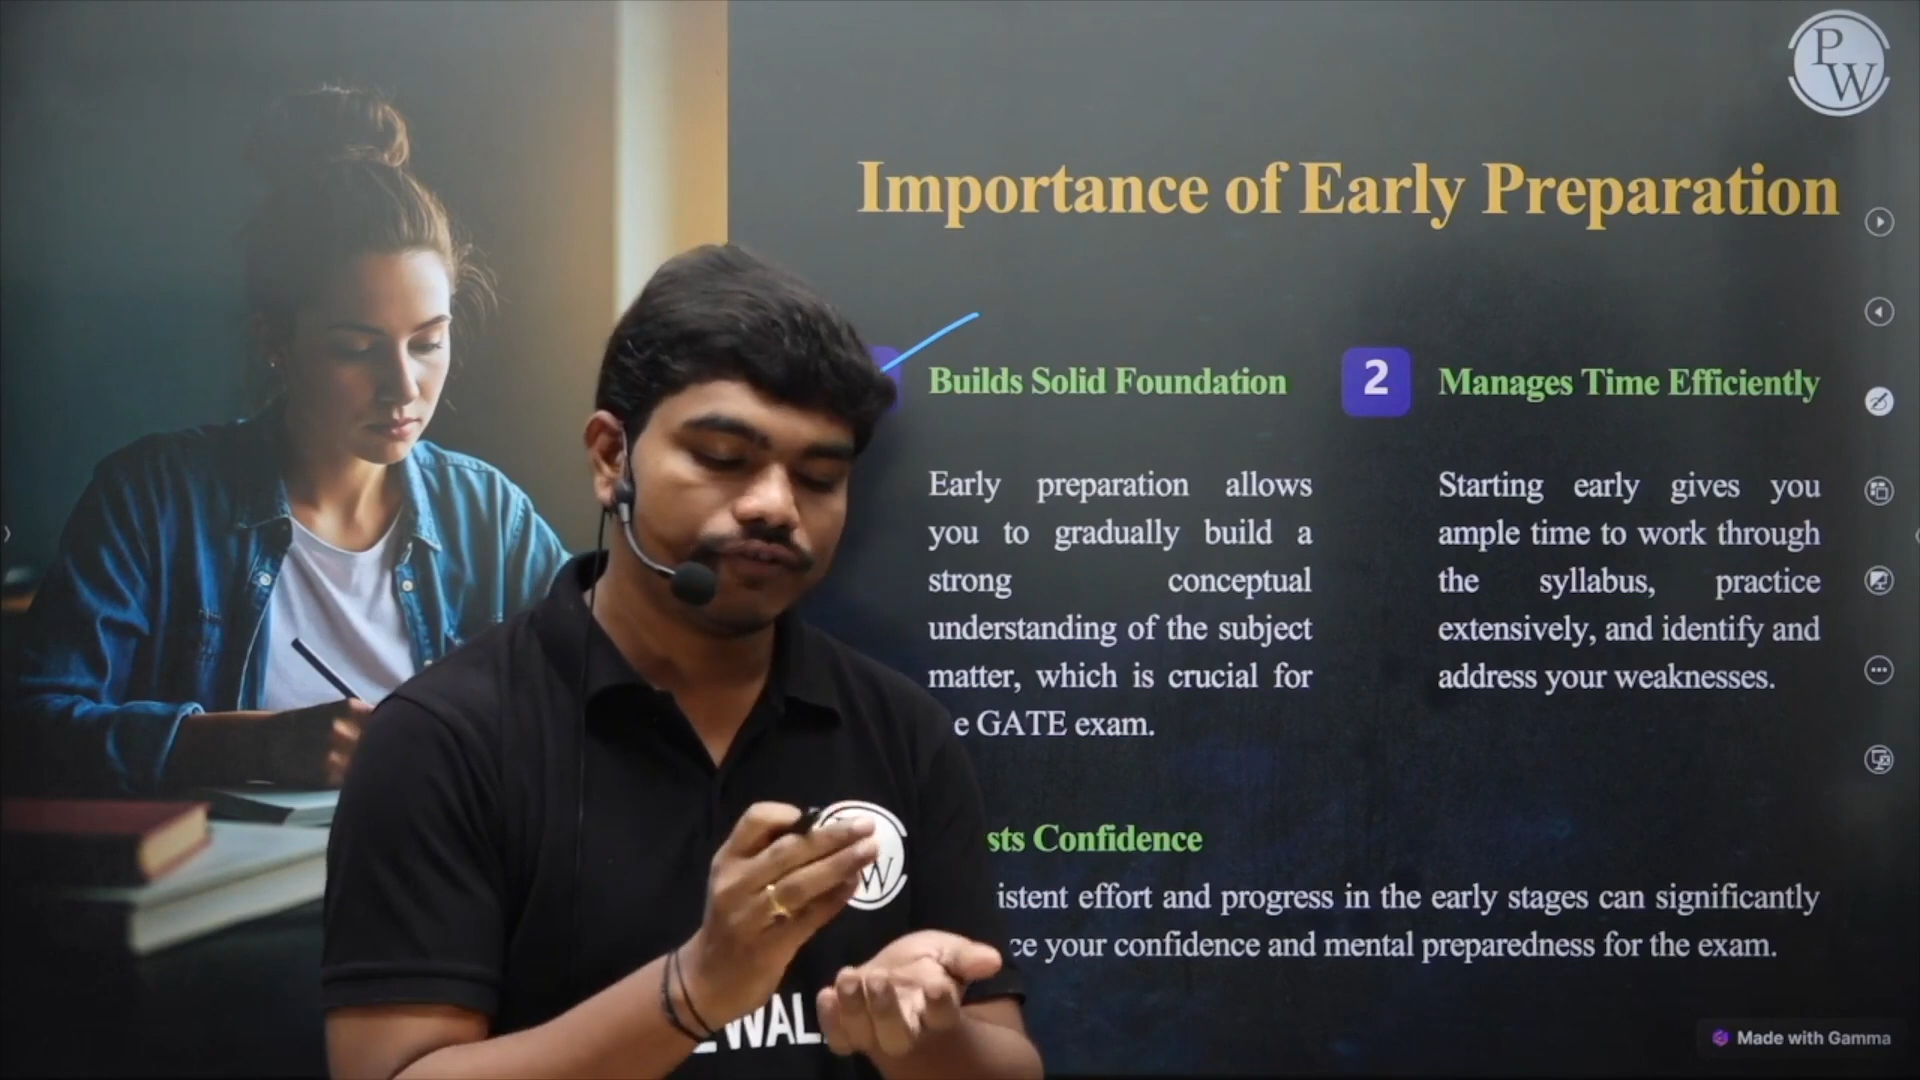 P
W
Importance of Early Preparation
Builds Solid Foundation
Early preparation allows
you to gradually build a
strong conceptual
understanding of the subject
matter, which is crucial for
e GATE exam.
2
Manages Time Efficiently
Starting early gives you
ample time to work through
the syllabus, practice
extensively, and identify and
address your weaknesses.
sts Confidence
istent effort and progress in the early stages can significantly
ce your confidence and mental preparedness for the exam.
W
WAL
Made with Gamma